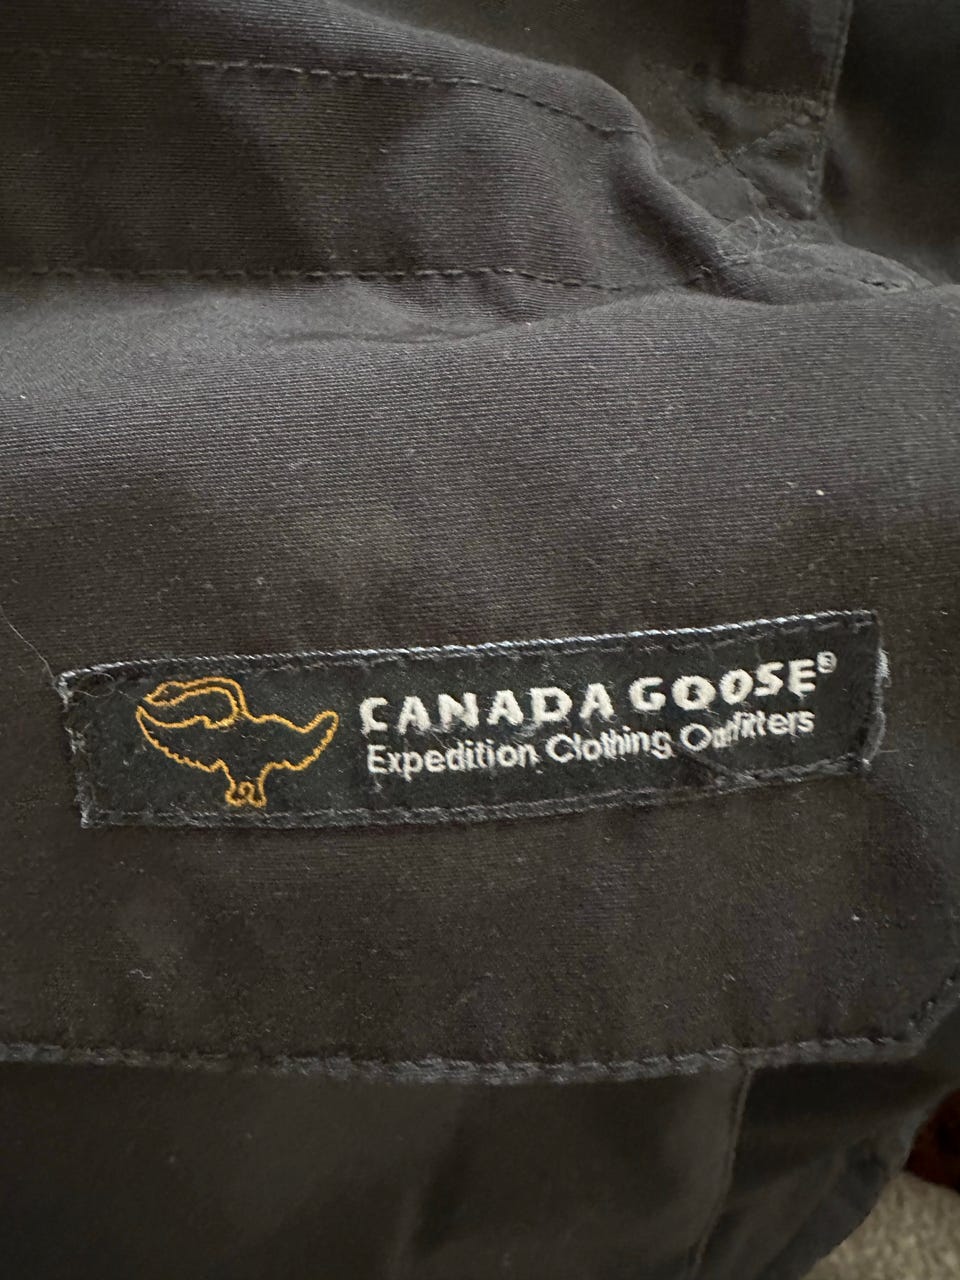 CANADA GOOSE®
Expedition Clothing Outfitters